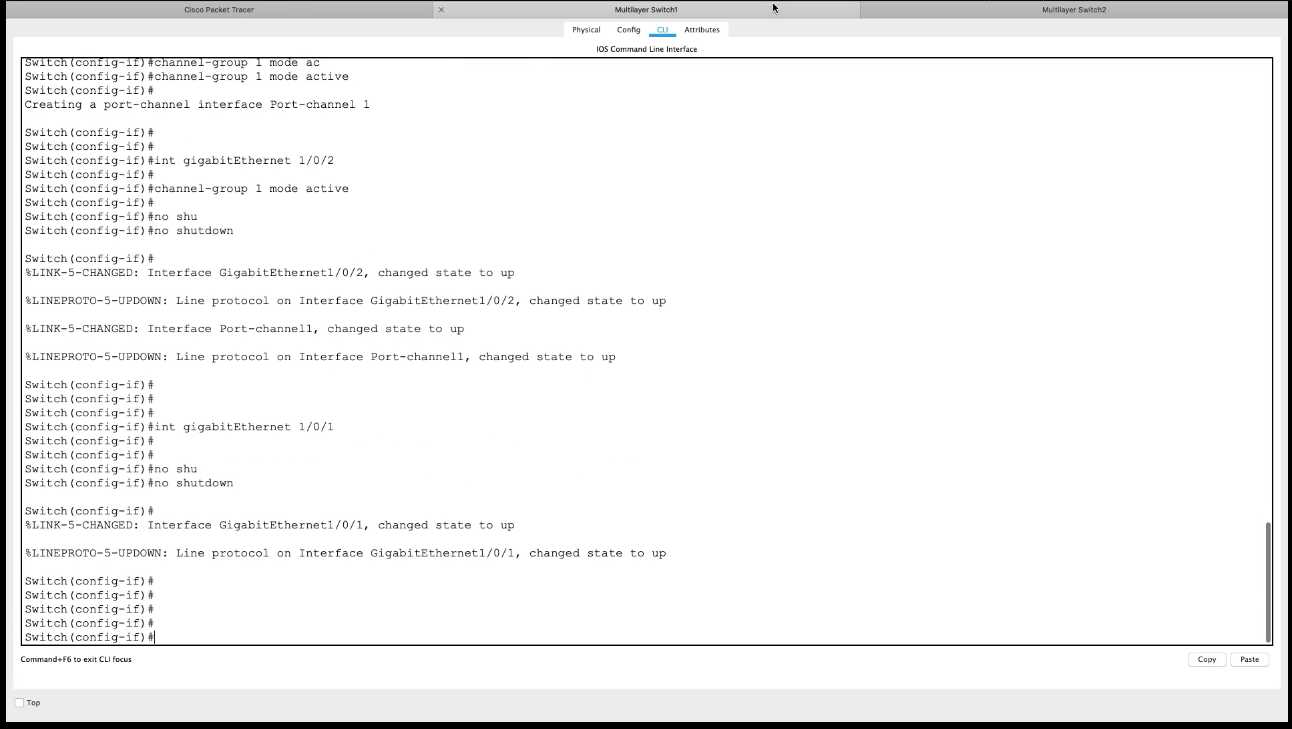 Cisco Packet Tracer
Multilayer Switch1
Multilayer Switch2
Physical Config CLI Attributes
IOS Command Line Interface
Switch(config-if)#channel-group 1 mode ac
Switch(config-if)#channel-group 1 mode active
Switch(config-if)#
Creating a port-channel interface Port-channel 1
Switch(config-if)#
Switch(config-if)#
Switch(config-if)#int gigabitEthernet 1/0/2
Switch(config-if)#
Switch(config-if)#channel-group 1 mode active
Switch(config-if)#
Switch(config-if)#no shu
Switch(config-if)#no shutdown
Switch(config-if)#
%LINK-5-CHANGED: Interface GigabitEthernet1/0/2, changed state to up
%LINEPROTO-5-UPDOWN: Line protocol on Interface GigabitEthernet1/0/2, changed state to up
%LINK-5-CHANGED: Interface Port-channel1, changed state to up
%LINEPROTO-5-UPDOWN: Line protocol on Interface Port-channel1, changed state to up
Switch(config-if)#
Switch(config-if)#
Switch(config-if)#
Switch(config-if)#int gigabitEthernet 1/0/1
Switch(config-if)#
Switch(config-if)#
Switch(config-if)#no shu
Switch(config-if)#no shutdown
Switch(config-if)#
%LINK-5-CHANGED: Interface GigabitEthernet1/0/1, changed state to up
%LINEPROTO-5-UPDOWN: Line protocol on Interface GigabitEthernet1/0/1, changed state to up
Switch(config-if)#
Switch(config-if)#
Switch(config-if)#
Switch(config-if)#
Switch(config-if)#
Command+F6 to exit CLI focus
Copy Paste
Top